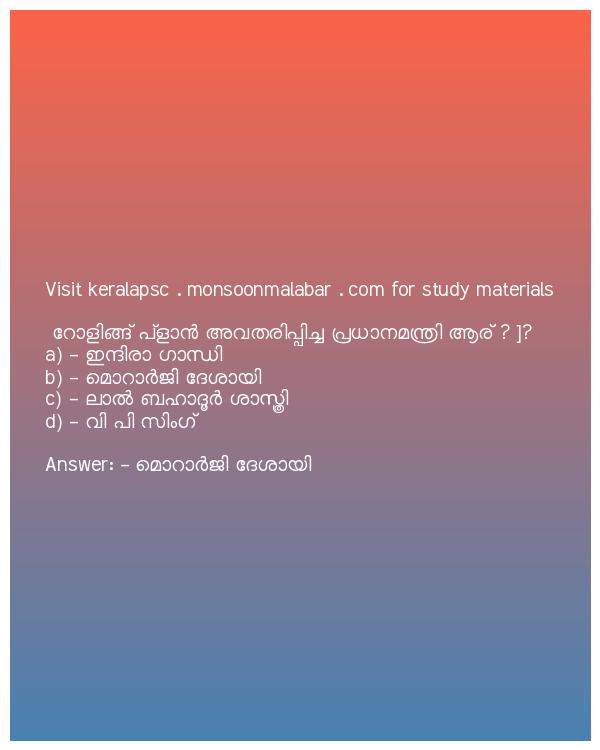 Visit keralapsc . monsoonmalabar . com for study materials
റോളിങ്ങ് പ്ളാൻ അവതരിപ്പിച്ച പ്രധാനമന്ത്രി ആര് ? ]?
a) – ഇന്ദിരാ ഗാന്ധി
b) – മൊറാർജി ദേശായി
c) – ലാൽ ബഹാദൂർ ശാസ്ത്രി
d) – വി പി സിംഗ്
Answer: – മൊറാർജി ദേശായി